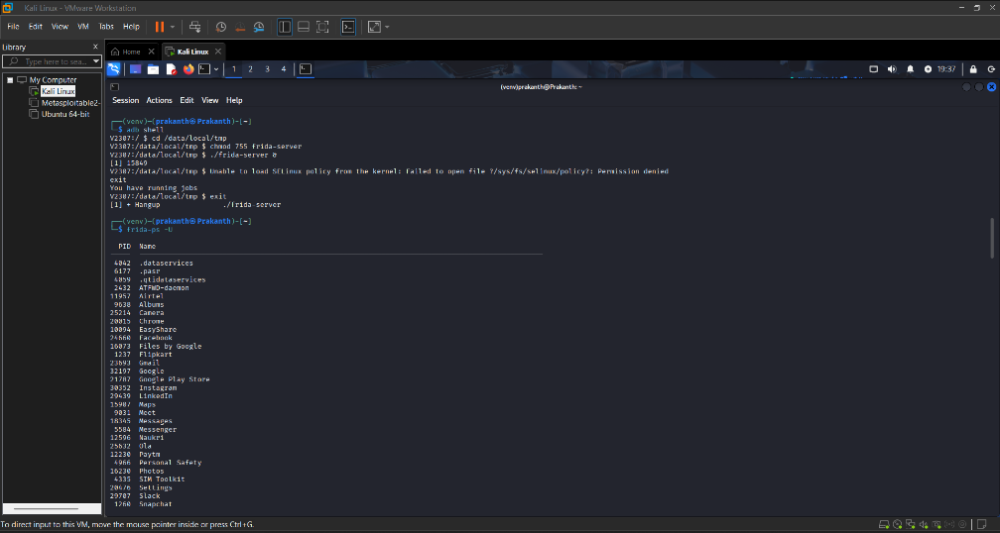 Kali Linux - VMware Workstation
File Edit View VM Tabs Help
Library X
Type here to sea...
My Computer
Kali Linux
Metasploitable2-
Ubuntu 64-bit
Home
Kali Linux
1 2 3 4
19:37
(venv)prakanth@Prakanth: ~
Session Actions Edit View Help
┌──(venv)─(prakanth㉿Prakanth)-[~]
└─$ adb shell
V2307:/ $ cd /data/local/tmp
V2307:/data/local/tmp $ chmod 755 frida-server
V2307:/data/local/tmp $ ./frida-server &
[1] 15849
V2307:/data/local/tmp $ Unable to load SELinux policy from the kernel: Failed to open file ?/sys/fs/selinux/policy?: Permission denied
exit
You have running jobs
V2307:/data/local/tmp $ exit
[1] + Hangup ./frida-server
┌──(venv)─(prakanth㉿Prakanth)-[~]
└─$ frida-ps -U
PID Name
4042 .dataservices
6177 .pasr
4059 .qtidataservices
2432 ATFWD-daemon
11957 Airtel
9638 Albums
25214 Camera
20015 Chrome
10094 EasyShare
24660 Facebook
16073 Files by Google
1237 Flipkart
23693 Gmail
32197 Google
21787 Google Play Store
30352 Instagram
29439 LinkedIn
15907 Maps
9031 Meet
18345 Messages
5584 Messenger
12596 Naukri
25632 Ola
12230 Paytm
4966 Personal Safety
16230 Photos
4335 SIM Toolkit
20476 Settings
29787 Slack
1260 Snapchat
To direct input to this VM, move the mouse pointer inside or press Ctrl+G.